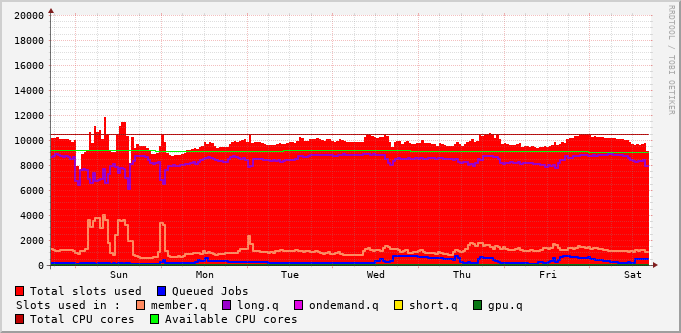 20000
18000
16000
14000
12000
10000
8000
6000
4000
2000
0
Sun Mon Tue Wed Thu Fri Sat
RRDTOOL / TOBI OETIKER
Total slots used Queued Jobs
Slots used in : member.q long.q ondemand.q short.q gpu.q
Total CPU cores Available CPU cores